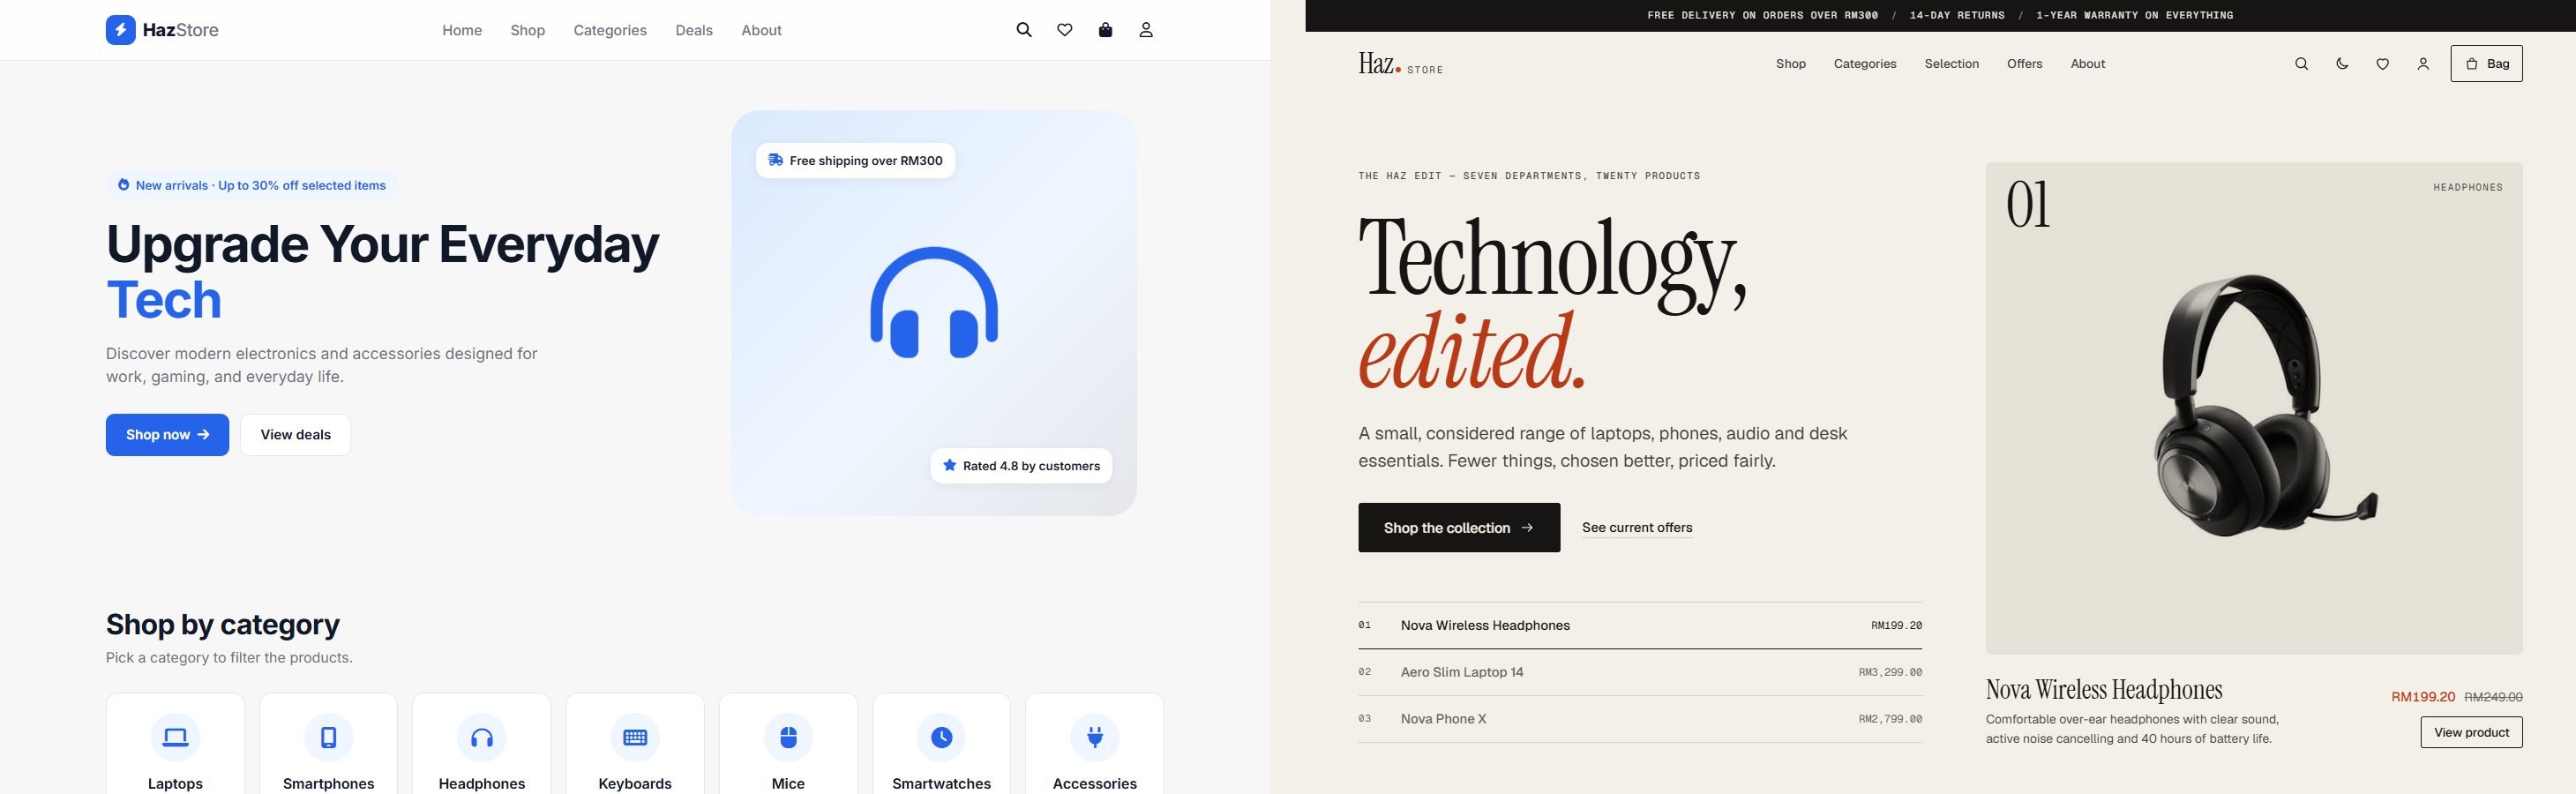 HazStore
Home Shop Categories Deals About
New arrivals · Up to 30% off selected items
Upgrade Your Everyday
Tech
Discover modern electronics and accessories designed for
work, gaming, and everyday life.
Shop now → View deals
Free shipping over RM300
Rated 4.8 by customers
Shop by category
Pick a category to filter the products.
Laptops Smartphones Headphones Keyboards Mice Smartwatches Accessories
FREE DELIVERY ON ORDERS OVER RM300 / 14-DAY RETURNS / 1-YEAR WARRANTY ON EVERYTHING
Haz. STORE
Shop Categories Selection Offers About
Bag
THE HAZ EDIT — SEVEN DEPARTMENTS, TWENTY PRODUCTS
Technology,
edited.
A small, considered range of laptops, phones, audio and desk
essentials. Fewer things, chosen better, priced fairly.
Shop the collection → See current offers
01 Nova Wireless Headphones RM199.20
02 Aero Slim Laptop 14 RM3,299.00
03 Nova Phone X RM2,799.00
01 HEADPHONES
Nova Wireless Headphones RM199.20 RM249.00
Comfortable over-ear headphones with clear sound,
active noise cancelling and 40 hours of battery life.
View product